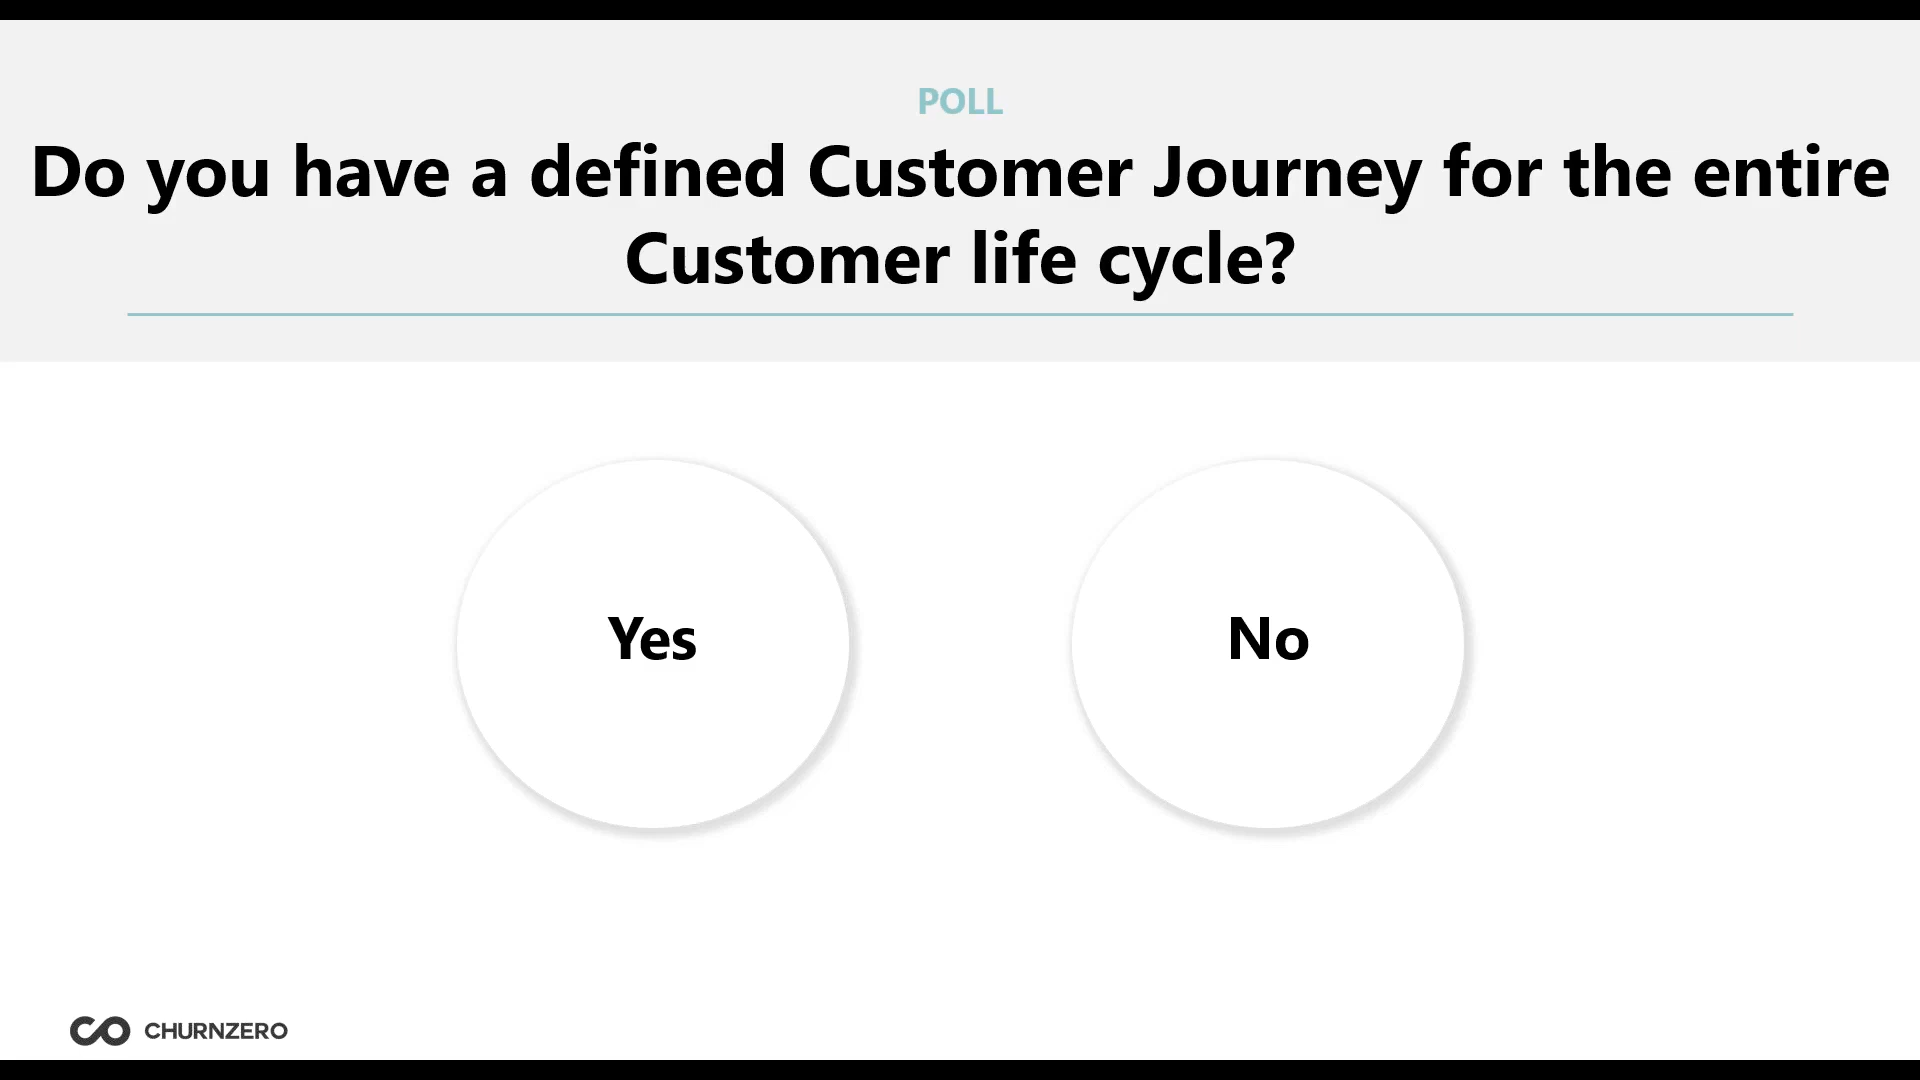 POLL
Do you have a defined Customer Journey for the entire
Customer life cycle?
Yes
No
CHURNZERO